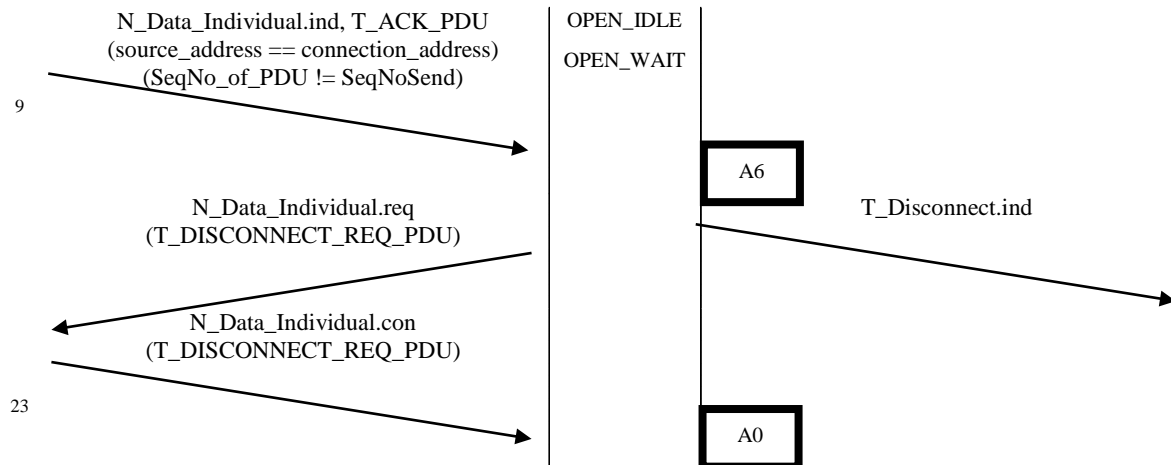 N_Data_Individual.ind, T_ACK_PDU
(source_address == connection_address)
(SeqNo_of_PDU != SeqNoSend)
OPEN_IDLE
OPEN_WAIT
9
A6
N_Data_Individual.req
(T_DISCONNECT_REQ_PDU)
T_Disconnect.ind
N_Data_Individual.con
(T_DISCONNECT_REQ_PDU)
23
A0